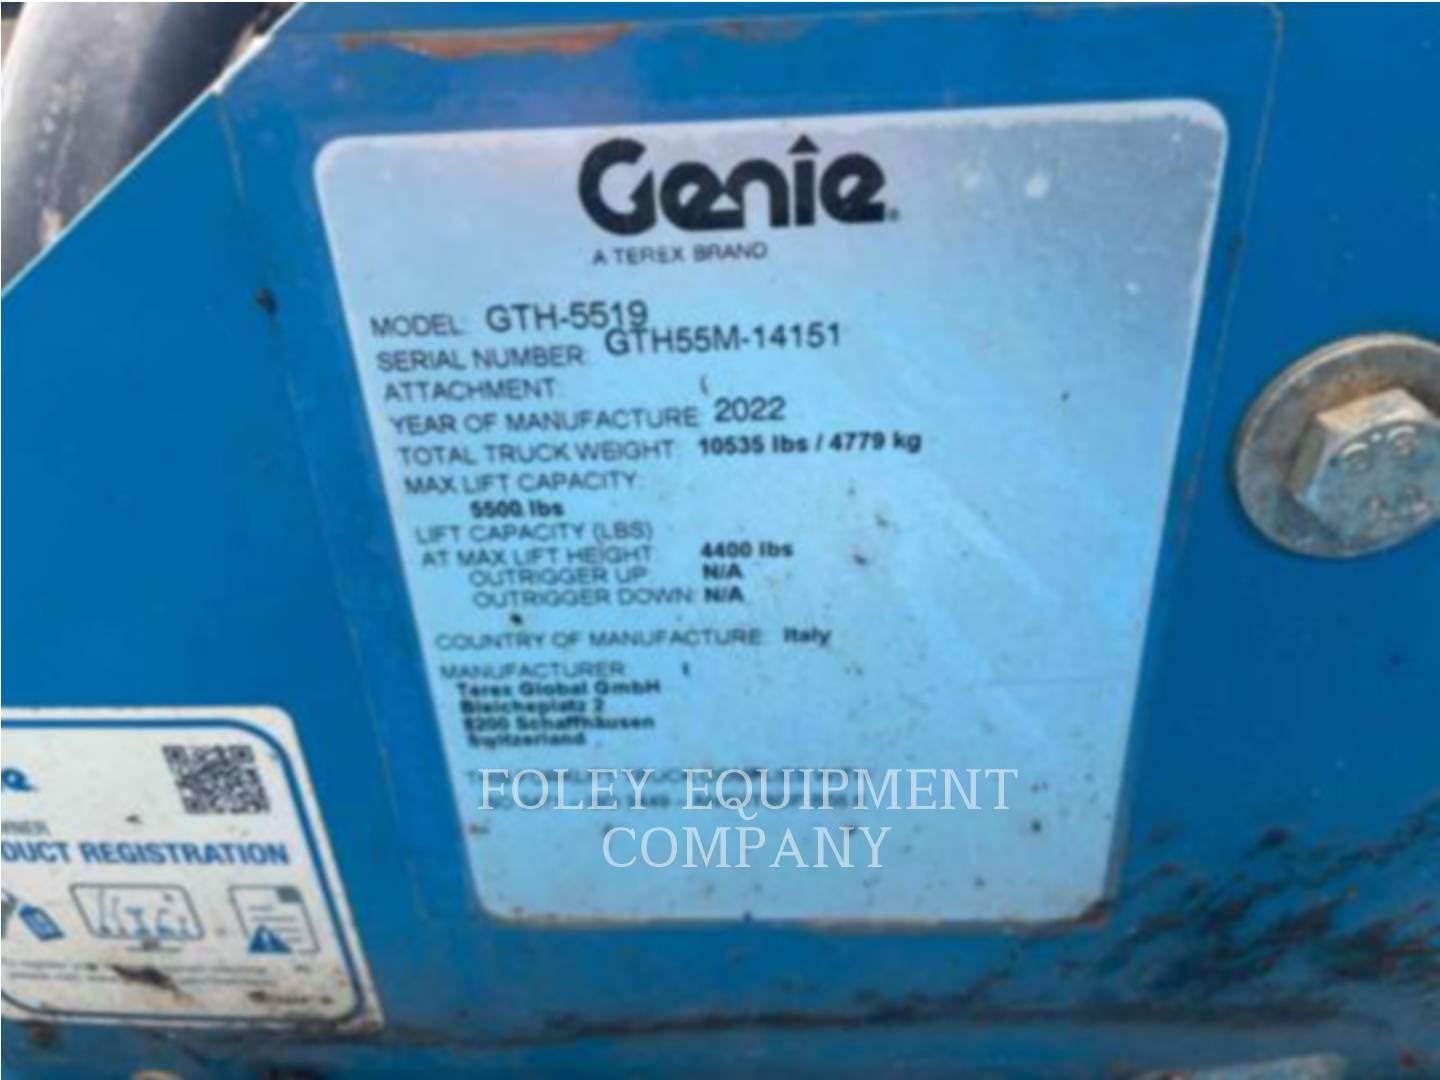 Genie
A TEREX BRAND
MODEL: GTH-5519
SERIAL NUMBER: GTH55M-14151
ATTACHMENT:
YEAR OF MANUFACTURE: 2022
TOTAL TRUCK WEIGHT: 10535 lbs / 4779 kg
MAX LIFT CAPACITY:
5500 lbs
LIFT CAPACITY (LBS)
AT MAX LIFT HEIGHT: 4400 lbs
OUTRIGGER UP: N/A
OUTRIGGER DOWN: N/A
COUNTRY OF MANUFACTURE: Italy
MANUFACTURER:
Terex Global GmbH
Bleicheplatz 2
8200 Schaffhausen
Switzerland
FOLEY EQUIPMENT
COMPANY
REGISTRATION